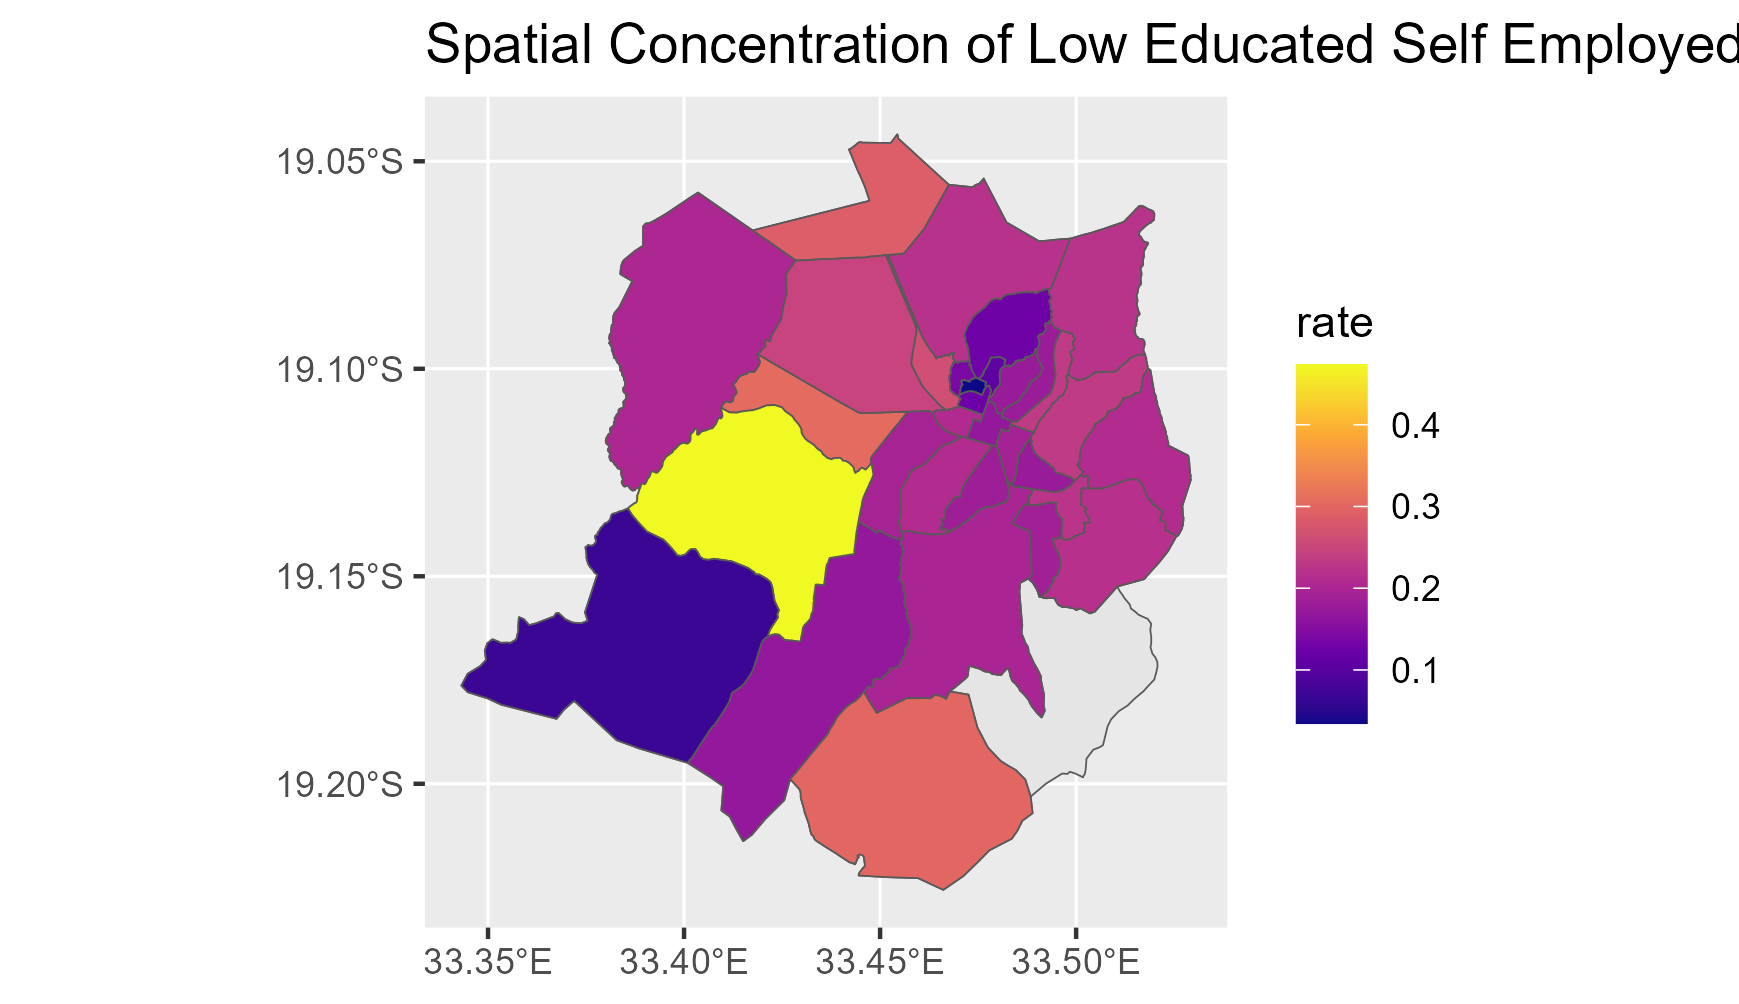 Spatial Concentration of Low Educated Self Employed
19.05°S
19.10°S
19.15°S
19.20°S
33.35°E 33.40°E 33.45°E 33.50°E
rate
0.4
0.3
0.2
0.1